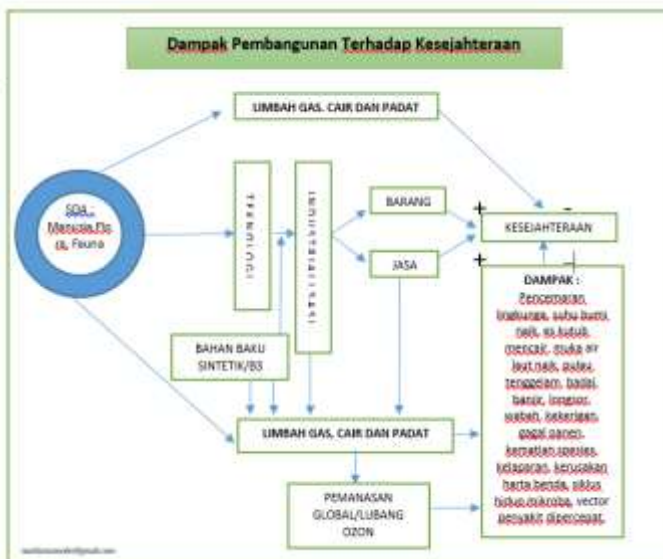 Dampak Pembangunan Terhadap Kesejahteraan
LIMBAH GAS, CAIR DAN PADAT
SDA :
Manusia,Flo
ra, Fauna
TEKNOLOGI
INDUSTRIALISASI
BARANG
JASA
+ -
KESEJAHTERAAN
+ -
BAHAN BAKU
SINTETIK/B3
LIMBAH GAS, CAIR DAN PADAT
PEMANASAN
GLOBAL/LUBANG
OZON
DAMPAK :
Pencemaran
lingkunga, suhu bumi
naik, es kutub
mencair, muka air
laut naik, pulau
tenggelam, badai,
banjir, longsor,
wabah, kekerigan,
gagal panen,
kematian spesies,
kelaparan, kerusakan
harta benda, siklus
hidup mikroba, vector
penyakit dipercepat.